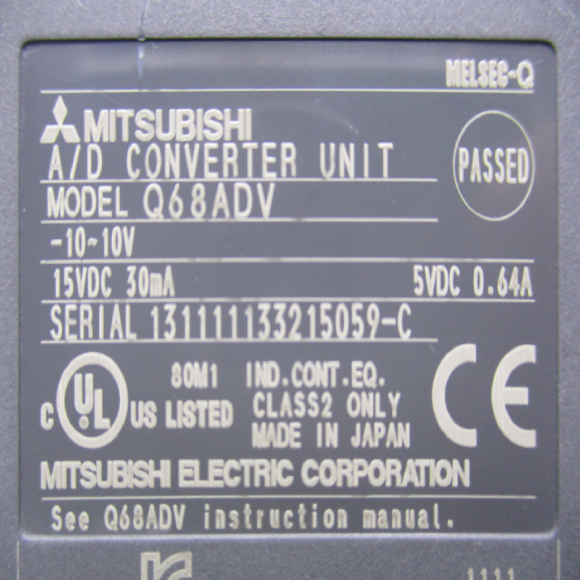 MELSEC-Q
MITSUBISHI
A/D CONVERTER UNIT
PASSED
MODEL Q68ADV
-10~10V
15VDC 30mA 5VDC 0.64A
SERIAL 131111133215059-C
C UL US LISTED 80M1 IND.CONT.EQ.
CLASS2 ONLY
MADE IN JAPAN
CE
MITSUBISHI ELECTRIC CORPORATION
See Q68ADV instruction manual.